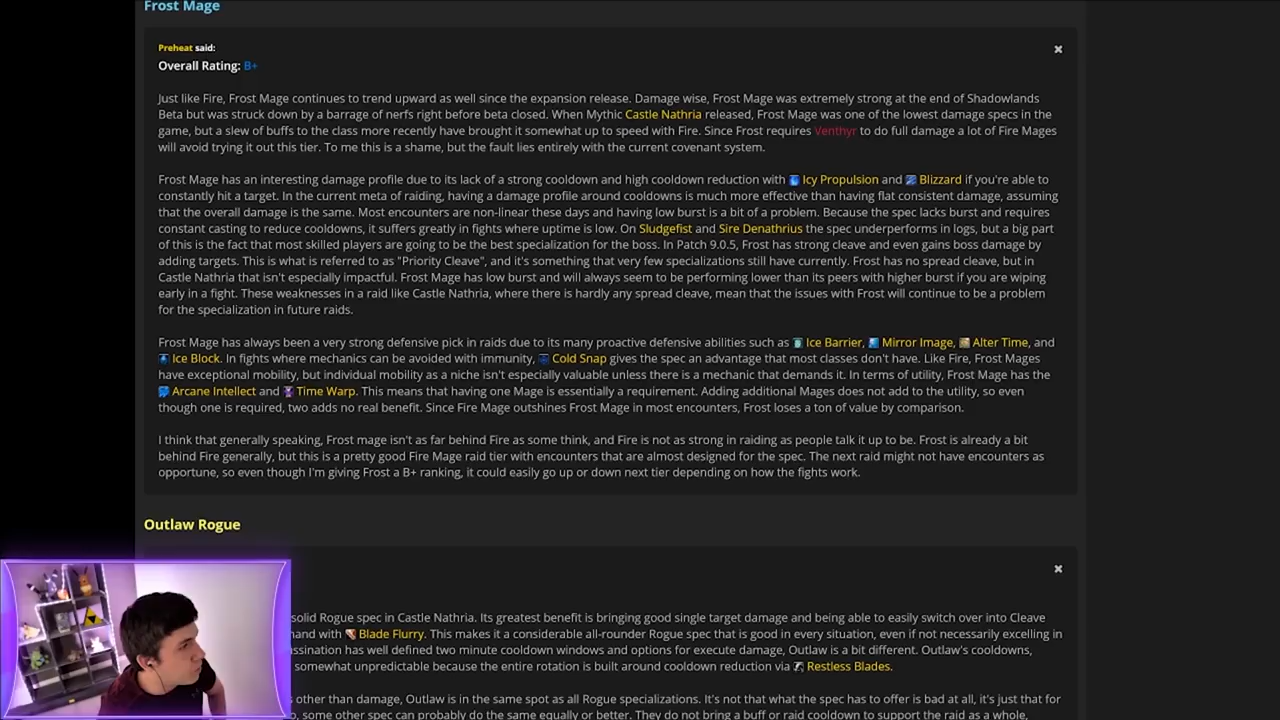 Frost Mage
Preheat said:
Overall Rating: B+
Just like Fire, Frost Mage continues to trend upward as well since the expansion release. Damage wise, Frost Mage was extremely strong at the end of Shadowlands
Beta but was struck down by a barrage of nerfs right before beta closed. When Mythic Castle Nathria released, Frost Mage was one of the lowest damage specs in the
game, but a slew of buffs to the class more recently have brought it somewhat up to speed with Fire. Since Frost requires Venthyr to do full damage a lot of Fire Mages
will avoid trying it out this tier. To me this is a shame, but the fault lies entirely with the current covenant system.
Frost Mage has an interesting damage profile due to its lack of a strong cooldown and high cooldown reduction with Icy Propulsion and Blizzard if you're able to
constantly hit a target. In the current meta of raiding, having a damage profile around cooldowns is much more effective than having flat consistent damage, assuming
that the overall damage is the same. Most encounters are non-linear these days and having low burst is a bit of a problem. Because the spec lacks burst and requires
constant casting to reduce cooldowns, it suffers greatly in fights where uptime is low. On Sludgefist and Sire Denathrius the spec underperforms in logs, but a big part
of this is the fact that most skilled players are going to be the best specialization for the boss. In Patch 9.0.5, Frost has strong cleave and even gains boss damage by
adding targets. This is what is referred to as "Priority Cleave", and it's something that very few specializations still have currently. Frost has no spread cleave, but in
Castle Nathria that isn't especially impactful. Frost Mage has low burst and will always seem to be performing lower than its peers with higher burst if you are wiping
early in a fight. These weaknesses in a raid like Castle Nathria, where there is hardly any spread cleave, mean that the issues with Frost will continue to be a problem
for the specialization in future raids.
Frost Mage has always been a very strong defensive pick in raids due to its many proactive defensive abilities such as Ice Barrier, Mirror Image, Alter Time, and
Ice Block. In fights where mechanics can be avoided with immunity, Cold Snap gives the spec an advantage that most classes don't have. Like Fire, Frost Mages
have exceptional mobility, but individual mobility as a niche isn't especially valuable unless there is a mechanic that demands it. In terms of utility, Frost Mage has the
Arcane Intellect and Time Warp. This means that having one Mage is essentially a requirement. Adding additional Mages does not add to the utility, so even
though one is required, two adds no real benefit. Since Fire Mage outshines Frost Mage in most encounters, Frost loses a ton of value by comparison.
I think that generally speaking, Frost mage isn't as far behind Fire as some think, and Fire is not as strong in raiding as people talk it up to be. Frost is already a bit
behind Fire generally, but this is a pretty good Fire Mage raid tier with encounters that are almost designed for the spec. The next raid might not have encounters as
opportune, so even though I'm giving Frost a B+ ranking, it could easily go up or down next tier depending on how the fights work.
Outlaw Rogue
solid Rogue spec in Castle Nathria. Its greatest benefit is bringing good single target damage and being able to easily switch over into Cleave
with Blade Flurry. This makes it a considerable all-rounder Rogue spec that is good in every situation, even if not necessarily excelling in
has well defined two minute cooldown windows and options for execute damage, Outlaw is a bit different. Outlaw's cooldowns,
somewhat unpredictable because the entire rotation is built around cooldown reduction via Restless Blades.
other than damage, Outlaw is in the same spot as all Rogue specializations. It's not that what the spec has to offer is bad at all, it's just that for
some other spec can probably do the same equally or better. They do not bring a buff or raid cooldown to support the raid as a whole,